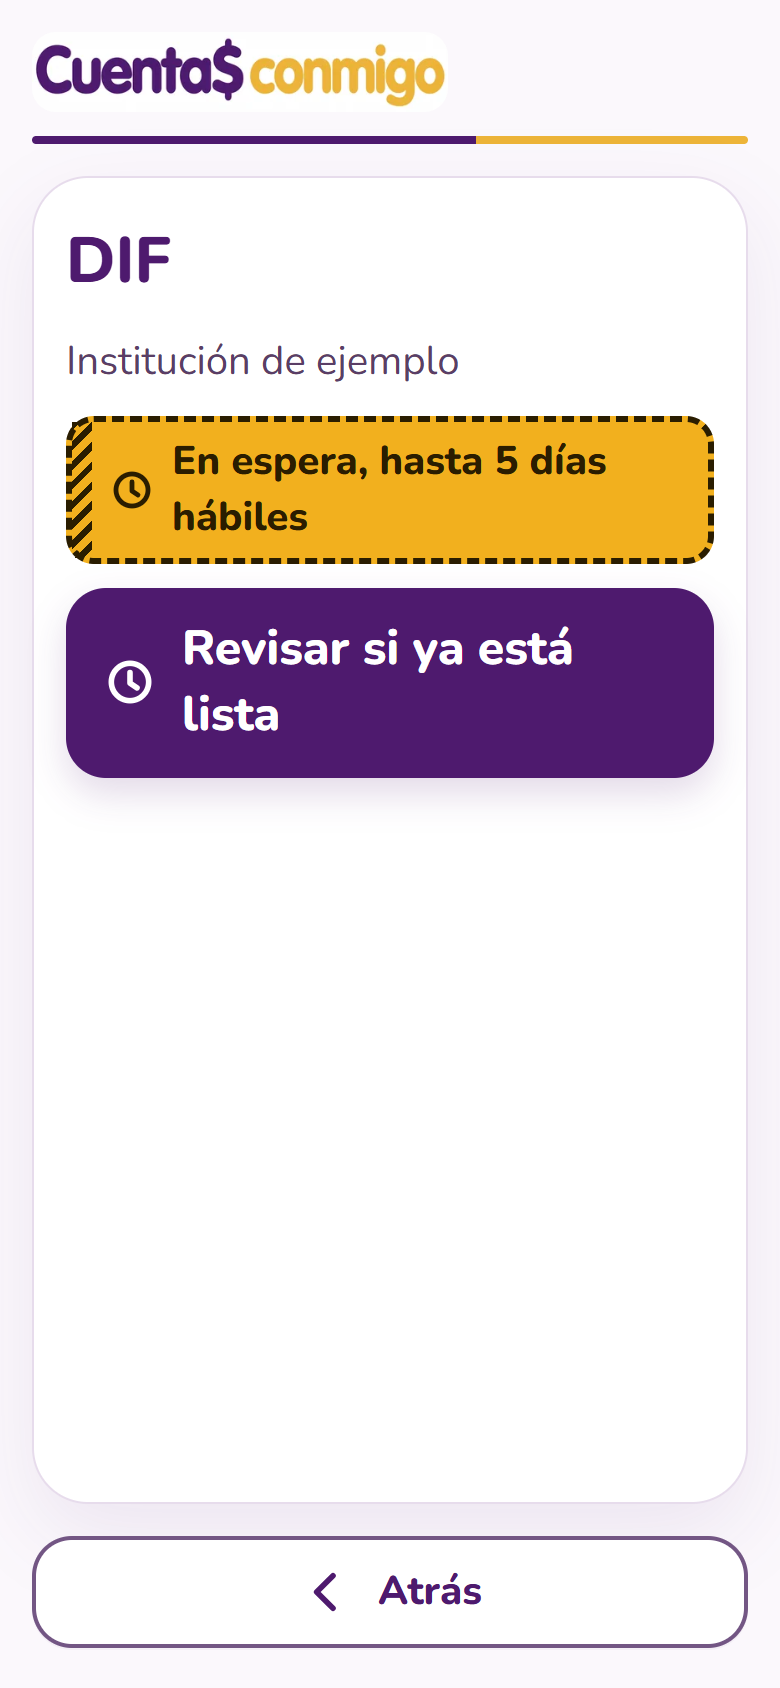 Cuenta$ conmigo
DIF
Institución de ejemplo
En espera, hasta 5 días
hábiles
Revisar si ya está
lista
Atrás